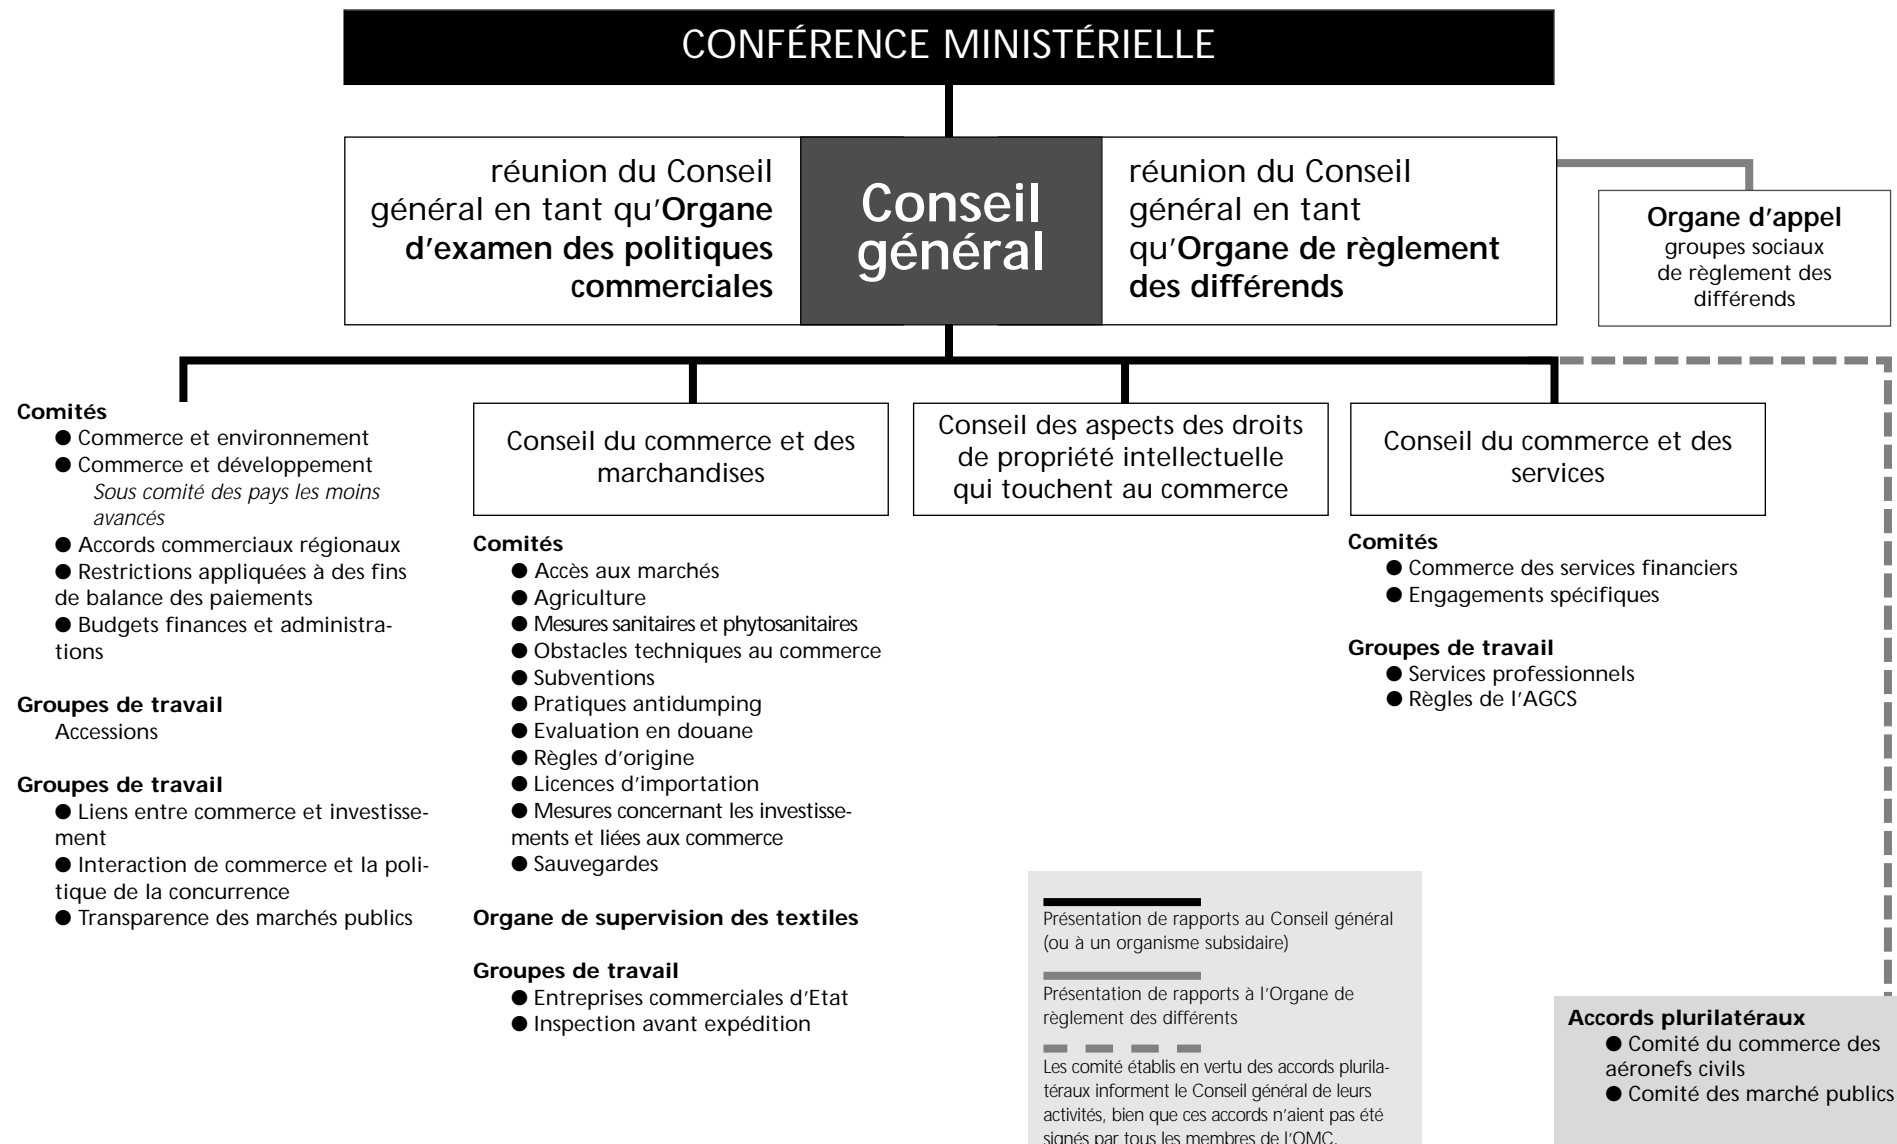 CONFÉRENCE MINISTÉRIELLE
réunion du Conseil
général en tant qu'Organe
d'examen des politiques
commerciales
Conseil
général
réunion du Conseil
général en tant
qu'Organe de règlement
des différends
Organe d'appel
groupes sociaux
de règlement des
différends
Comités
● Commerce et environnement
● Commerce et développement
Sous comité des pays les moins
avancés
● Accords commerciaux régionaux
● Restrictions appliquées à des fins
de balance des paiements
● Budgets finances et administra-
tions
Groupes de travail
Accessions
Groupes de travail
● Liens entre commerce et investisse-
ment
● Interaction de commerce et la poli-
tique de la concurrence
● Transparence des marchés publics
Conseil du commerce et des
marchandises
Comités
● Accès aux marchés
● Agriculture
● Mesures sanitaires et phytosanitaires
● Obstacles techniques au commerce
● Subventions
● Pratiques antidumping
● Evaluation en douane
● Règles d'origine
● Licences d'importation
● Mesures concernant les investisse-
ments et liées aux commerce
● Sauvegardes
Organe de supervision des textiles
Groupes de travail
● Entreprises commerciales d'Etat
● Inspection avant expédition
Conseil des aspects des droits
de propriété intellectuelle
qui touchent au commerce
Conseil du commerce et des
services
Comités
● Commerce des services financiers
● Engagements spécifiques
Groupes de travail
● Services professionnels
● Règles de l'AGCS
Présentation de rapports au Conseil général
(ou à un organisme subsidaire)
Présentation de rapports à l'Organe de
règlement des différents
Les comité établis en vertu des accords plurila-
téraux informent le Conseil général de leurs
activités, bien que ces accords n'aient pas été
signés par tous les membres de l'OMC.
Accords plurilatéraux
● Comité du commerce des
aéronefs civils
● Comité des marché publics